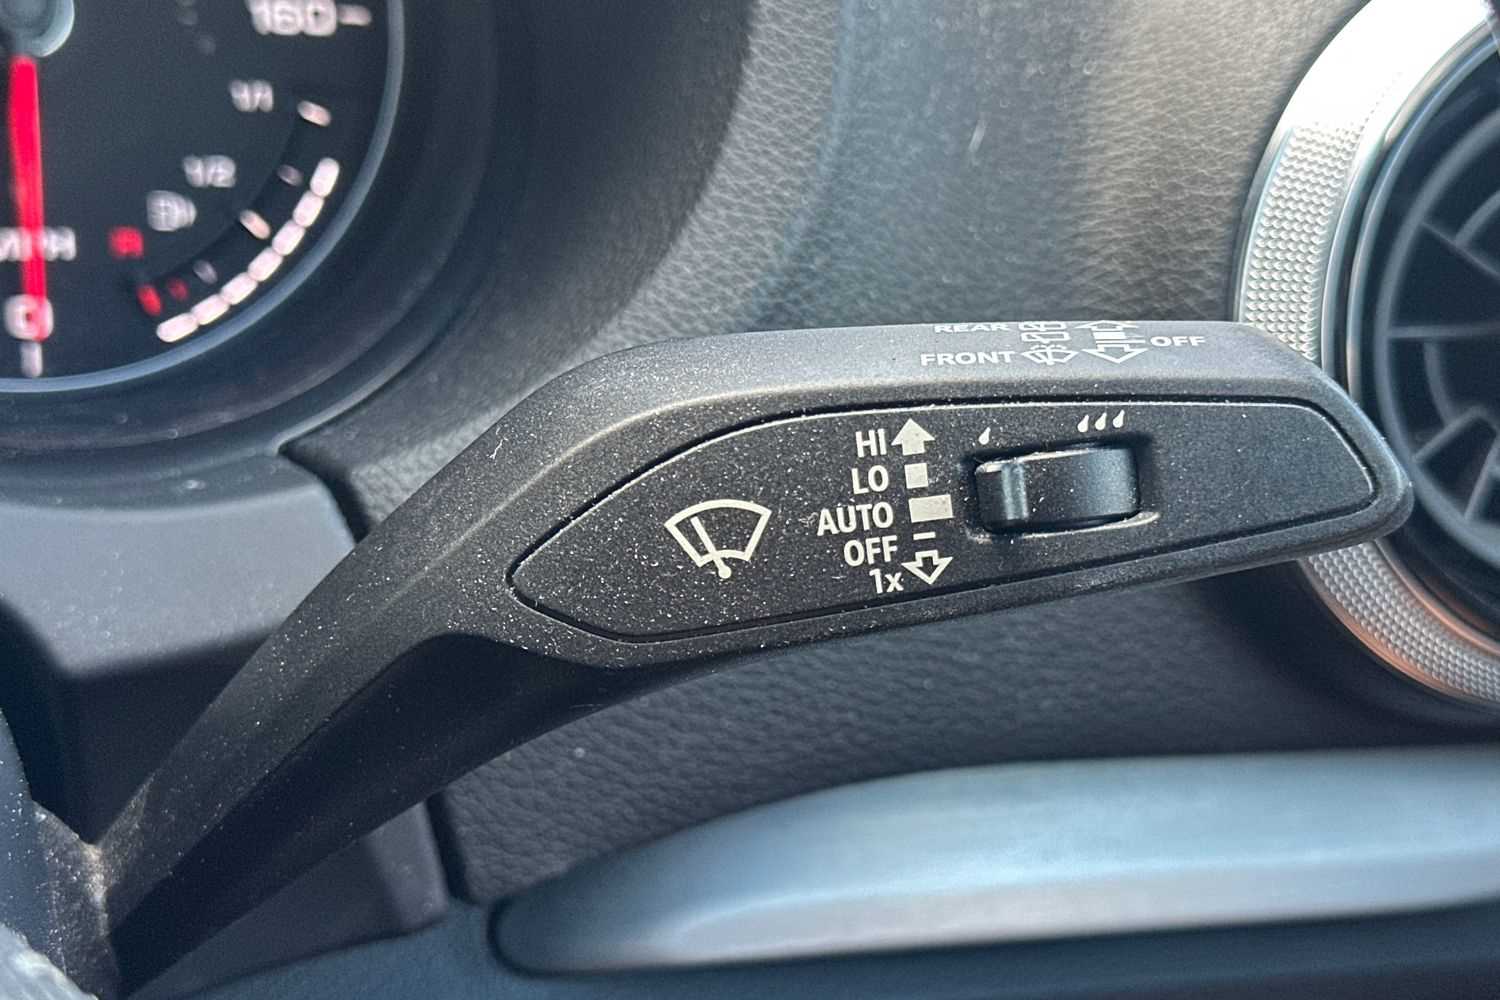 160
1/1
1/2
R
MPH
0
REAR
FRONT OFF
HI
LO
AUTO
OFF
1x